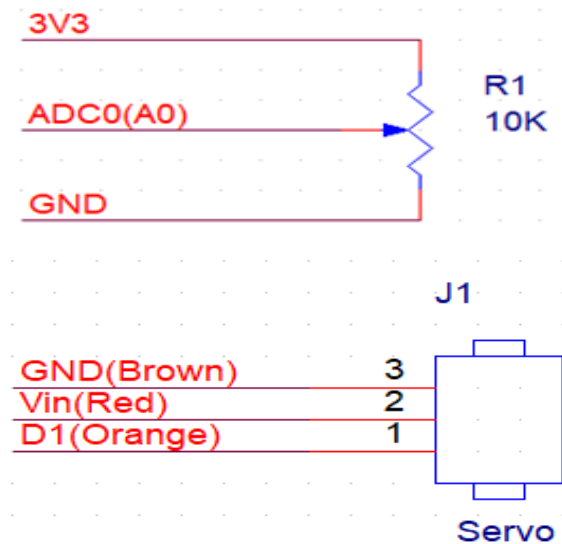 3V3
R1
10K
ADC0(A0)
GND
J1
GND(Brown) 3
Vin(Red) 2
D1(Orange) 1
Servo